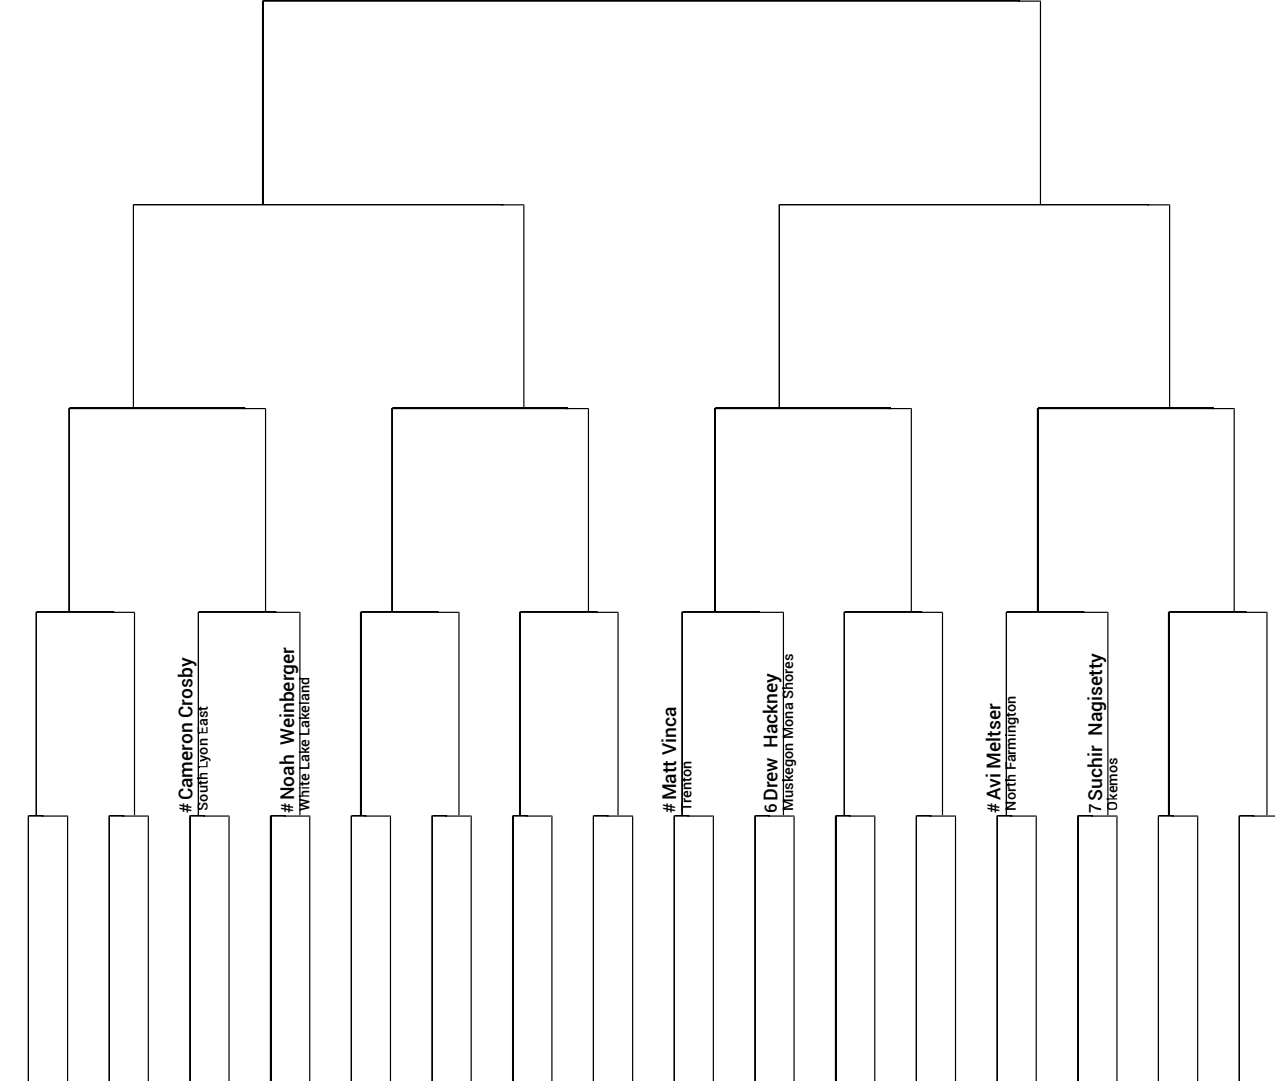 # Cameron Crosby
South Lyon East
# Noah Weinberger
White Lake Lakeland
# Matt Vinca
Trenton
6 Drew Hackney
Muskegon Mona Shores
# Avi Meltser
North Farmington
7 Suchir Nagisetty
Okemos